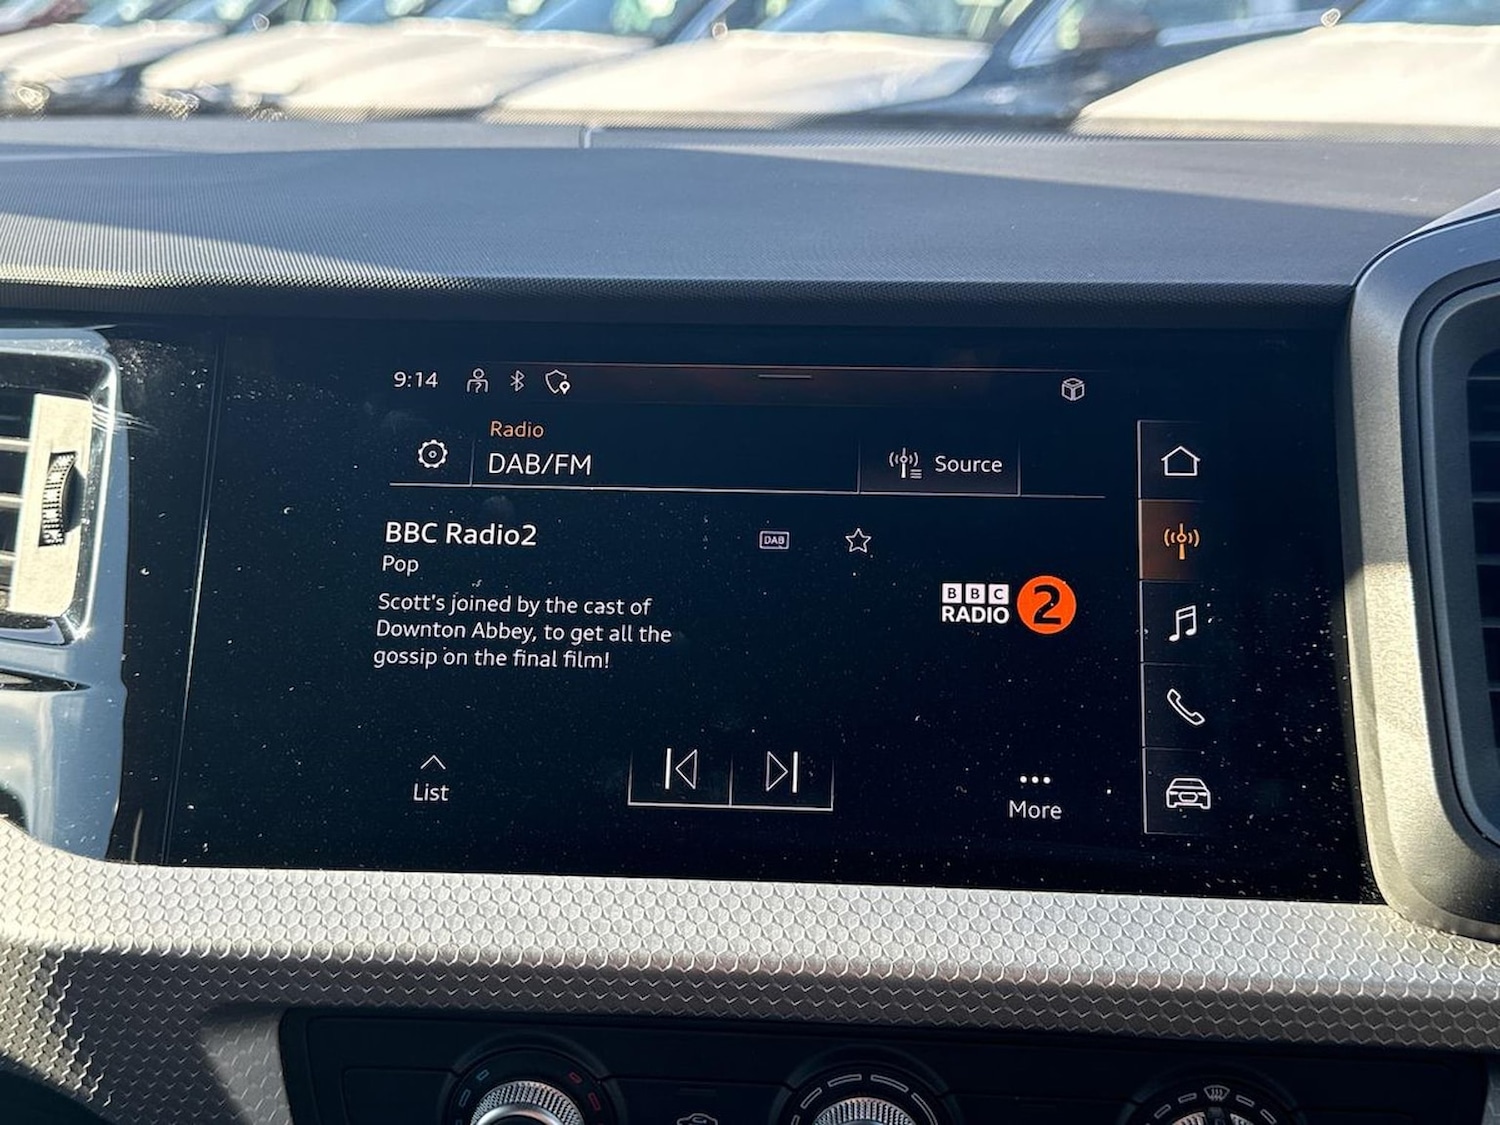 9:14
Radio
DAB/FM
Source
BBC Radio2
DAB
Pop
Scott's joined by the cast of
Downton Abbey, to get all the
gossip on the final film!
BBC
RADIO 2
List
More